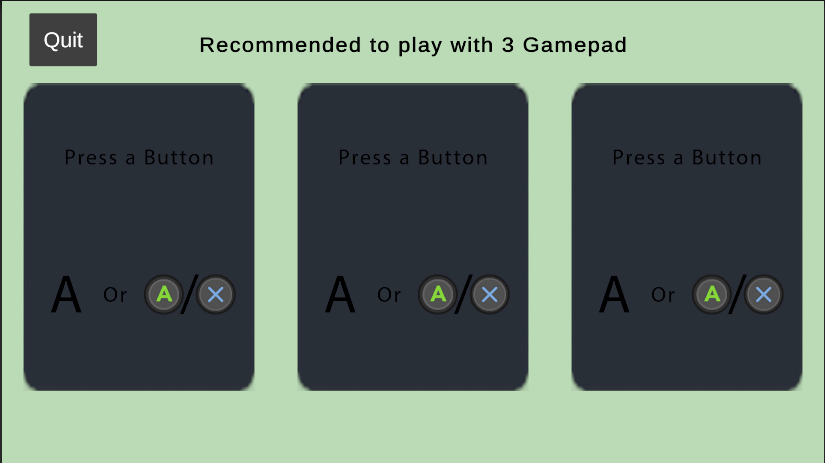 Quit
Recommended to play with 3 Gamepad
Press a Button
A Or A/X
Press a Button
A Or A/X
Press a Button
A Or A/X